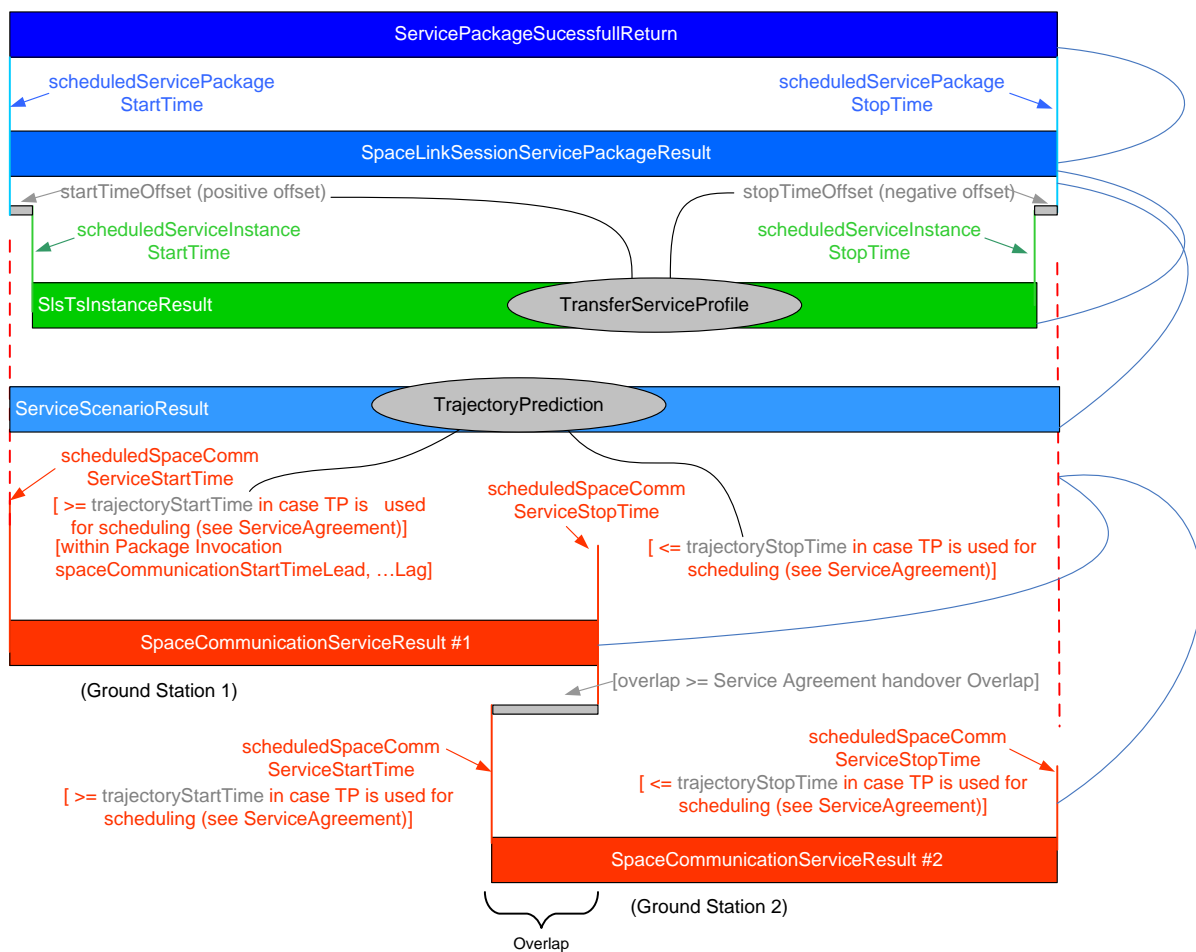 ServicePackageSucessfullReturn
scheduledServicePackage
StartTime
scheduledServicePackage
StopTime
SpaceLinkSessionServicePackageResult
startTimeOffset (positive offset)
stopTimeOffset (negative offset)
scheduledServiceInstance
StartTime
scheduledServiceInstance
StopTime
SlsTsInstanceResult
TransferServiceProfile
ServiceScenarioResult
TrajectoryPrediction
scheduledSpaceComm
ServiceStartTime
[ >= trajectoryStartTime in case TP is used
for scheduling (see ServiceAgreement)]
[within Package Invocation
spaceCommunicationStartTimeLead, …Lag]
scheduledSpaceComm
ServiceStopTime
[ <= trajectoryStopTime in case TP is used for
scheduling (see ServiceAgreement)]
SpaceCommunicationServiceResult #1
(Ground Station 1)
[overlap >= Service Agreement handover Overlap]
scheduledSpaceComm
ServiceStartTime
[ >= trajectoryStartTime in case TP is used for
scheduling (see ServiceAgreement)]
scheduledSpaceComm
ServiceStopTime
[ <= trajectoryStopTime in case TP is used for
scheduling (see ServiceAgreement)]
SpaceCommunicationServiceResult #2
(Ground Station 2)
Overlap